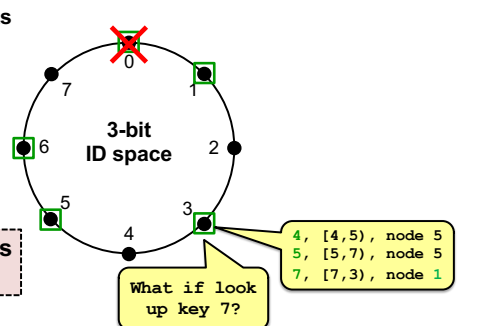 s
0
1
7
3-bit
ID space
6
2
5
3
4
s
4, [4,5), node 5
5, [5,7), node 5
7, [7,3), node 1
What if look
up key 7?